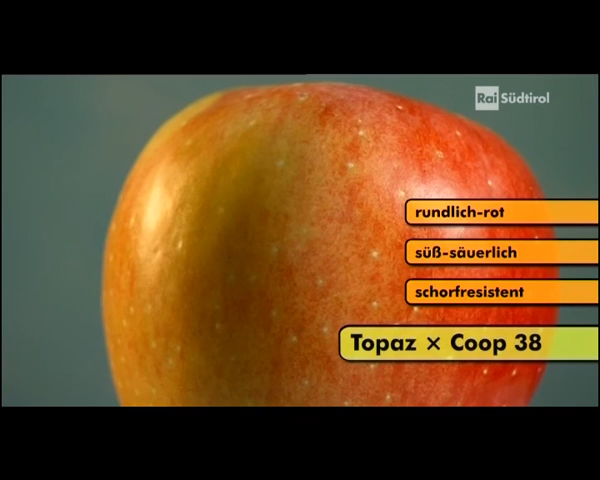 Rai Südtirol
rundlich-rot
süß-säuerlich
schorfresistent
Topaz × Coop 38